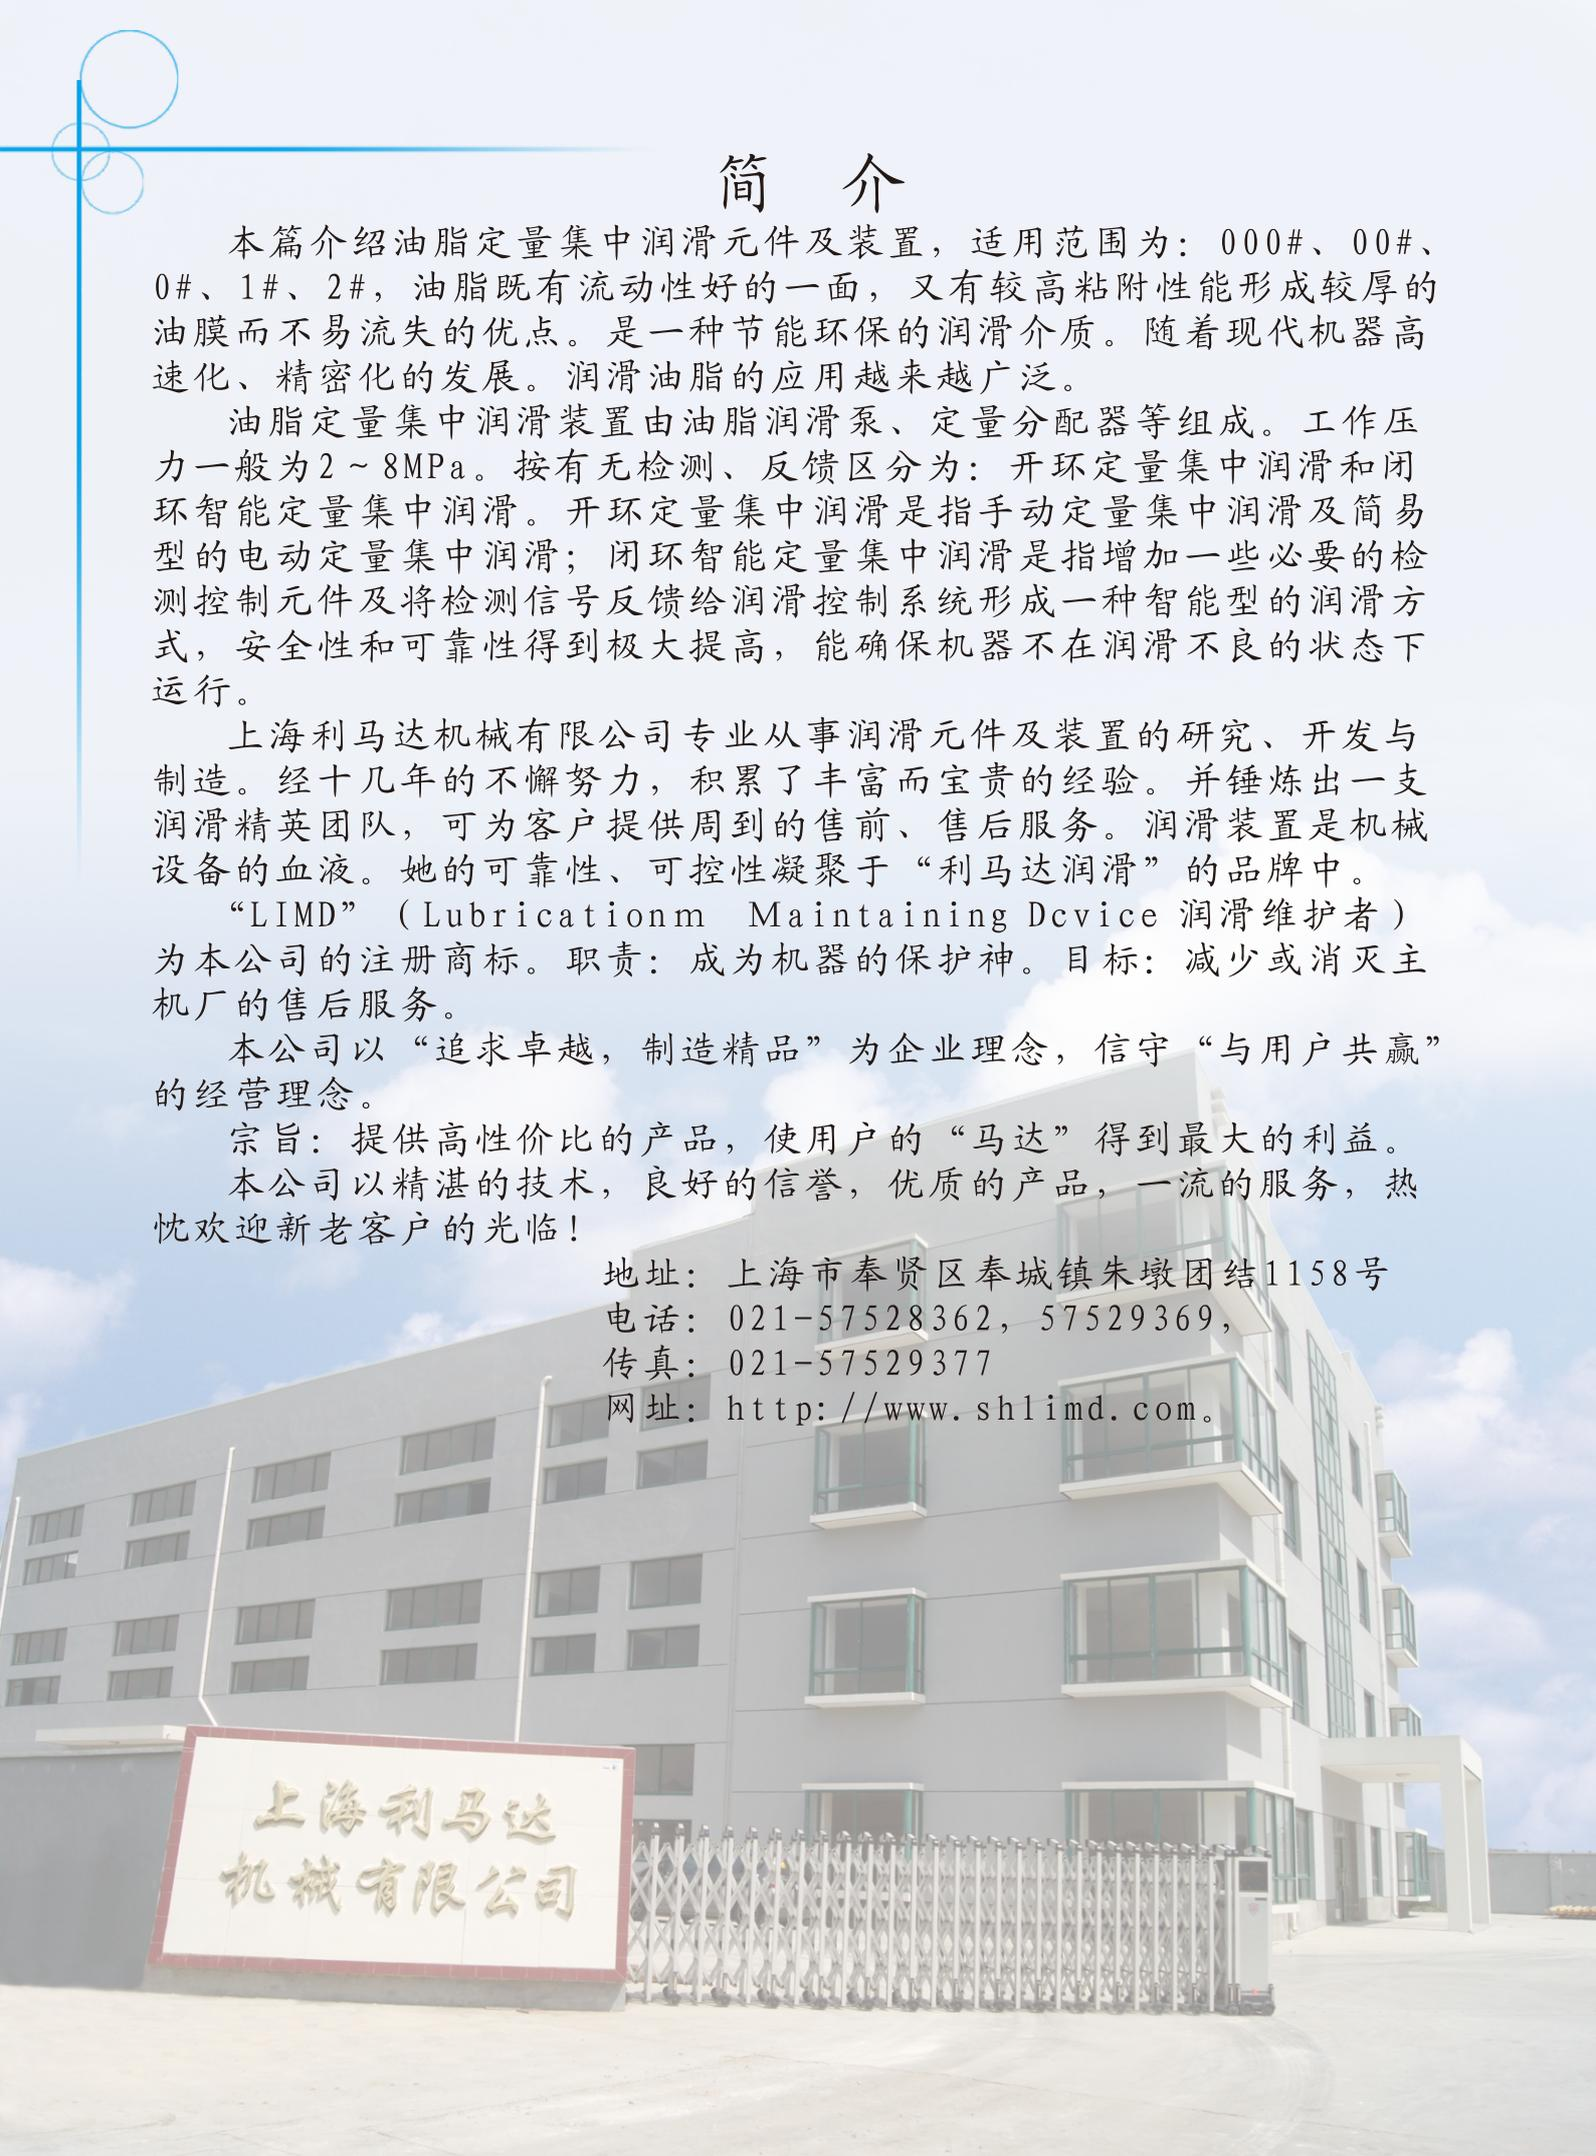 简 介
本篇介绍油脂定量集中润滑元件及装置，适用范围为：000#、00#、
0#、1#、2#，油脂既有流动性好的一面，又有较高粘附性能形成较厚的
油膜而不易流失的优点。是一种节能环保的润滑介质。随着现代机器高
速化、精密化的发展。润滑油脂的应用越来越广泛。
油脂定量集中润滑装置由油脂润滑泵、定量分配器等组成。工作压
力一般为2～8MPa。按有无检测、反馈区分为：开环定量集中润滑和闭
环智能定量集中润滑。开环定量集中润滑是指手动定量集中润滑及简易
型的电动定量集中润滑；闭环智能定量集中润滑是指增加一些必要的检
测控制元件及将检测信号反馈给润滑控制系统形成一种智能型的润滑方
式，安全性和可靠性得到极大提高，能确保机器不在润滑不良的状态下
运行。
上海利马达机械有限公司专业从事润滑元件及装置的研究、开发与
制造。经十几年的不懈努力，积累了丰富而宝贵的经验。并锤炼出一支
润滑精英团队，可为客户提供周到的售前、售后服务。润滑装置是机械
设备的血液。她的可靠性、可控性凝聚于“利马达润滑”的品牌中。
“LIMD”（Lubricationm Maintaining Dcvice 润滑维护者）
为本公司的注册商标。职责：成为机器的保护神。目标：减少或消灭主
机厂的售后服务。
本公司以“追求卓越，制造精品”为企业理念，信守“与用户共赢”
的经营理念。
宗旨：提供高性价比的产品，使用户的“马达”得到最大的利益。
本公司以精湛的技术，良好的信誉，优质的产品，一流的服务，热
忱欢迎新老客户的光临！
地址：上海市奉贤区奉城镇朱墩团结1158号
电话：021-57528362，57529369，
传真：021-57529377
网址：http://www.shlimd.com。
上海利马达
机械有限公司